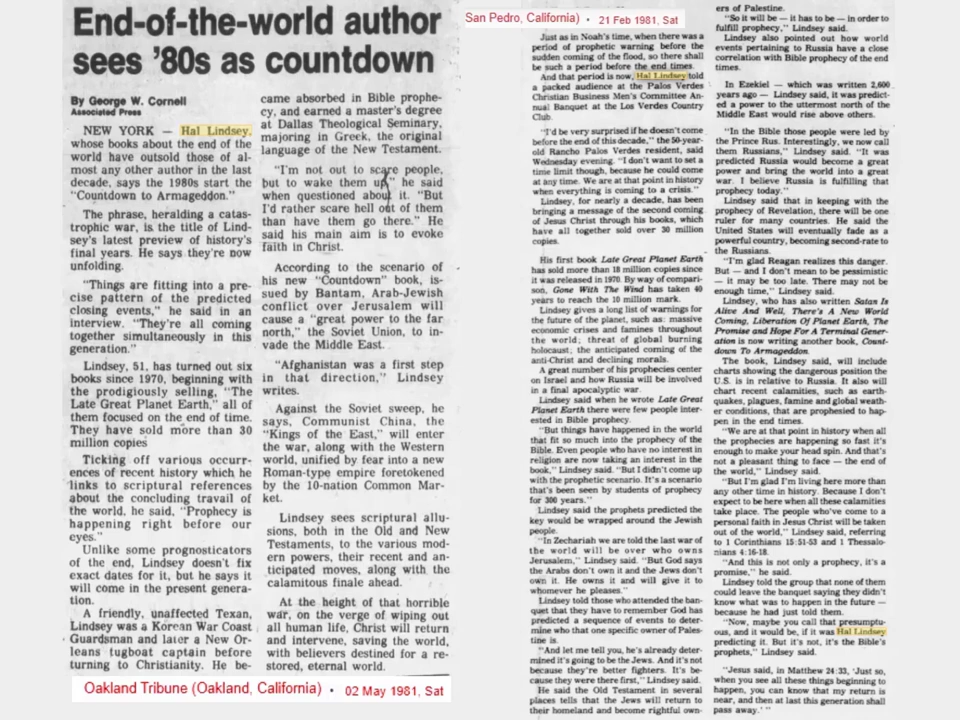 End-of-the-world author
sees '80s as countdown
By George W. Cornell
Associated Press
NEW YORK — Hal Lindsey,
whose books about the end of the
world have outsold those of al-
most any other author in the last
decade, says the 1980s start the
"Countdown to Armageddon."
The phrase, heralding a catas-
trophic war, is the title of Lind-
sey's latest preview of history's
final years. He says they're now
unfolding.
"Things are fitting into a pre-
cise pattern of the predicted
closing events," he said in an
interview. "They're all coming
together simultaneously in this
generation."
Lindsey, 51, has turned out six
books since 1970, beginning with
the prodigiously selling, "The
Late Great Planet Earth," all of
them focused on the end of time.
They have sold more than 30
million copies
Ticking off various occurr-
ences of recent history which he
links to scriptural references
about the concluding travail of
the world, he said, "Prophecy is
happening right before our
eyes."
Unlike some prognosticators
of the end, Lindsey doesn't fix
exact dates for it, but he says it
will come in the present genera-
tion.
A friendly, unaffected Texan,
Lindsey was a Korean War Coast
Guardsman and later a New Or-
leans tugboat captain before
turning to Christianity. He be-
came absorbed in Bible prophe-
cy, and earned a master's degree
at Dallas Theological Seminary,
majoring in Greek, the original
language of the New Testament.
"I'm not out to scare people,
but to wake them up," he said
when questioned about it. "But
I'd rather scare hell out of them
than have them go there." He
said his main aim is to evoke
faith in Christ.
According to the scenario of
his new "Countdown" book, is-
sued by Bantam, Arab-Jewish
conflict over Jerusalem will
cause a "great power to the far
north," the Soviet Union, to in-
vade the Middle East.
"Afghanistan was a first step
in that direction," Lindsey
writes.
Against the Soviet sweep, he
says, Communist China, the
"Kings of the East," will enter
the war, along with the Western
world, unified by fear into a new
Roman-type empire foretokened
by the 10-nation Common Mar-
ket.
Lindsey sees scriptural allu-
sions, both in the Old and New
Testaments, to the various mod-
ern powers, their recent and an-
ticipated moves, along with the
calamitous finale ahead.
At the height of that horrible
war, on the verge of wiping out
all human life, Christ will return
and intervene, saving the world,
with believers destined for a re-
stored, eternal world.
Oakland Tribune (Oakland, California) • 02 May 1981, Sat
San Pedro, California) • 21 Feb 1981, Sat
Just as in Noah's time, when there was a
period of prophetic warning before the
sudden coming of the flood, so there shall
be such a period before the end times.
And that period is now, Hal Lindsey told
a packed audience at the Palos Verdes
Christian Business Men's Committee An-
nual Banquet at the Los Verdes Country
Club.
"I'd be very surprised if he doesn't come
before the end of this decade," the 50-year-
old Rancho Palos Verdes resident, said
Wednesday evening. "I don't want to set a
time limit though, because he could come
at any time. We are at that point in history
when everything is coming to a crisis."
Lindsey, for nearly a decade, has been
bringing a message of the second coming
of Jesus Christ through his books, which
have all together sold over 30 million
copies.
His first book Late Great Planet Earth
has sold more than 18 million copies since
it was released in 1970. By way of compari-
son, Gone With The Wind has taken 40
years to reach the 10 million mark.
Lindsey gives a long list of warnings for
the future of the planet, such as: massive
economic crises and famines throughout
the world; threat of global burning
holocaust; the anticipated coming of the
anti-Christ and declining morals.
A great number of his prophecies center
on Israel and how Russia will be involved
in a final apocalyptic war.
Lindsey said when he wrote Late Great
Planet Earth there were few people inter-
ested in Bible prophecy.
"But things have happened in the world
that fit so much into the prophecy of the
Bible. Even people who have no interest in
religion are now taking an interest in the
book," Lindsey said. "But I didn't come up
with the prophetic scenario. It's a scenario
that's been seen by students of prophecy
for 300 years."
Lindsey said the prophets predicted the
key would be wrapped around the Jewish
people.
"In Zechariah we are told the last war of
the world will be over who owns
Jerusalem," Lindsey said. "But God says
the Arabs don't own it and the Jews don't
own it. He owns it and will give it to
whomever he pleases."
Lindsey told those who attended the ban-
quet that they have to remember God has
predicted a sequence of events to deter-
mine who that one specific owner of Pales-
tine is.
"And let me tell you, he's already deter-
mined it's going to be the Jews. And it's not
because they're better fighters. It's be-
cause they were there first," Lindsey said.
He said the Old Testament in several
places tells that the Jews will return to
their homeland and become rightful own-
ers of Palestine.
"So it will be — it has to be — in order to
fulfill prophecy," Lindsey said.
Lindsey also pointed out how world
events pertaining to Russia have a close
correlation with Bible prophecy of the end
times.
In Ezekiel — which was written 2,600
years ago — Lindsey said, it was predict-
ed a power to the uttermost north of the
Middle East would rise above others.
"In the Bible those people were led by
the Prince Rus. Interestingly, we now call
them Russians," Lindsey said. "It was
predicted Russia would become a great
power and bring the world into a great
war. I believe Russia is fulfilling that
prophecy today."
Lindsey said that in keeping with the
prophecy of Revelation, there will be one
ruler for many countries. He said the
United States will eventually fade as a
powerful country, becoming second-rate to
the Russians.
"I'm glad Reagan realizes this danger.
But — and I don't mean to be pessimistic
— it may be too late. There may not be
enough time," Lindsey said.
Lindsey, who has also written Satan Is
Alive And Well, There's A New World
Coming, Liberation Of Planet Earth, The
Promise and Hope For A Terminal Gener-
ation is now writing another book, Count-
down To Armageddon.
The book, Lindsey said, will include
charts showing the dangerous position the
U.S. is in relative to Russia. It also will
chart recent calamities, such as earth-
quakes, plagues, famine and global weath-
er conditions, that are prophesied to hap-
pen in the end times.
"We are at that point in history when all
the prophecies are happening so fast it's
enough to make your head spin. And that's
not a pleasant thing to face — the end of
the world," Lindsey said.
"But I'm glad I'm living here more than
any other time in history. Because I don't
expect to be here when all these calamities
take place. The people who've come to a
personal faith in Jesus Christ will be taken
out of the world," Lindsey said, referring
to 1 Corinthians 15:51-53 and 1 Thessalo-
nians 4:16-18.
"And this is not only a prophecy, it's a
promise," he said.
Lindsey told the group that none of them
could leave the banquet saying they didn't
know what was to happen in the future —
because he had just told them.
"Now, maybe you call that presumptu-
ous, and it would be, if it was Hal Lindsey
predicting it. But it's not, it's the Bible's
prophets," Lindsey said.
"Jesus said, in Matthew 24:33, 'Just so,
when you see all these things beginning to
happen, you can know that my return is
near, and then at last this generation shall
pass away.' "